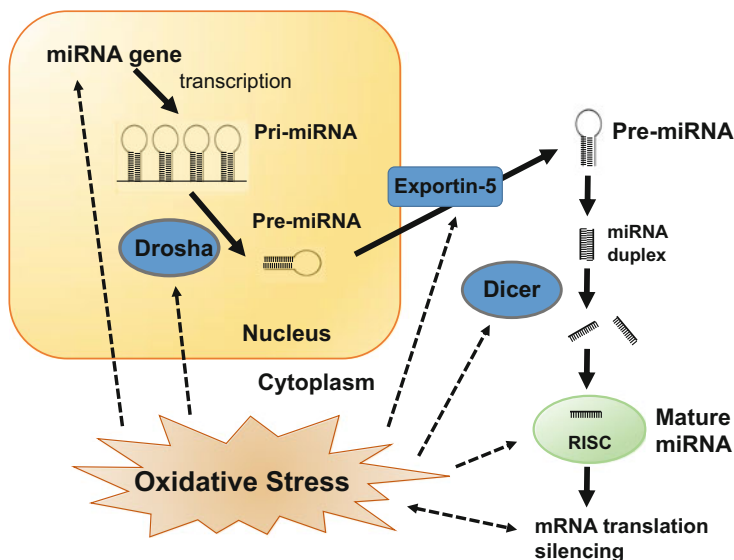 miRNA gene
transcription
Pri-miRNA
Pre-miRNA
Exportin-5
Pre-miRNA
Drosha
miRNA
duplex
Dicer
Nucleus
Cytoplasm
RISC
Mature
miRNA
Oxidative Stress
mRNA translation
silencing